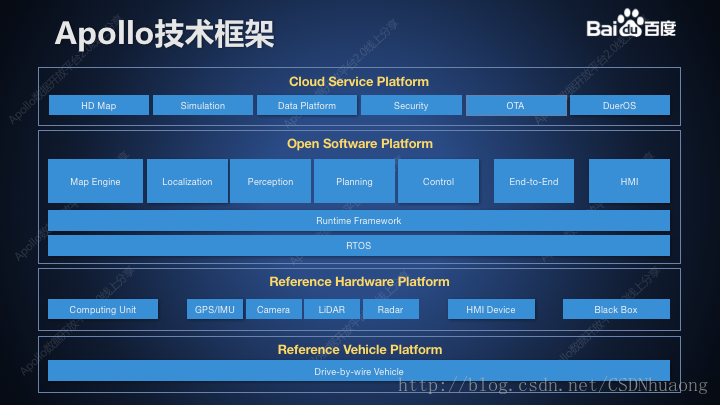 Apollo技术框架
Bai du 百度
Cloud Service Platform
HD Map Simulation Data Platform Security OTA DuerOS
Open Software Platform
Map Engine Localization Perception Planning Control End-to-End HMI
Runtime Framework
RTOS
Reference Hardware Platform
Computing Unit GPS/IMU Camera LiDAR Radar HMI Device Black Box
Reference Vehicle Platform
Drive-by-wire Vehicle
http://blog.csdn.net/CSDNhuaong